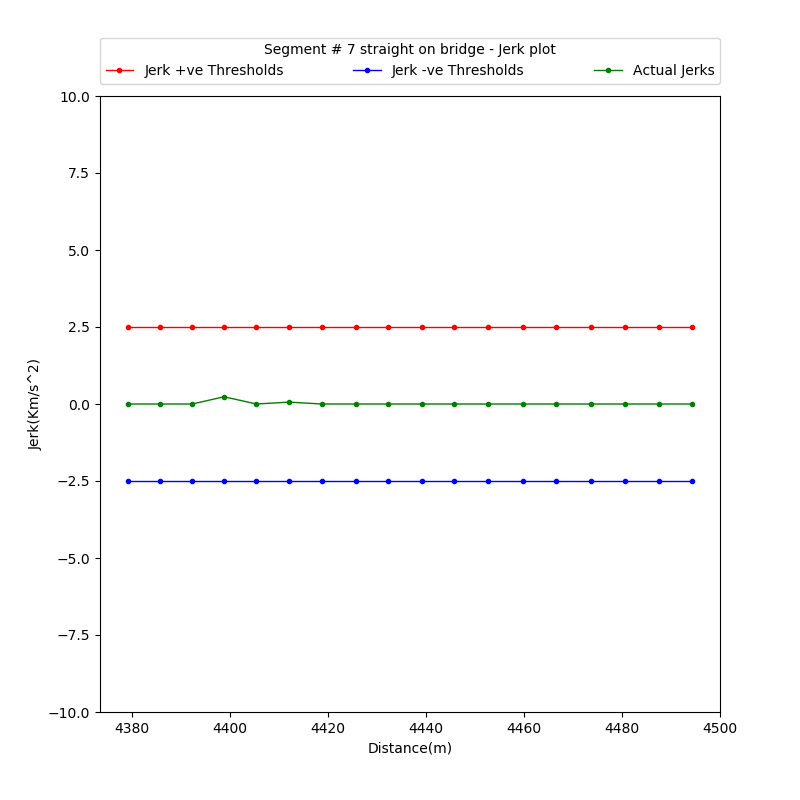 Segment # 7 straight on bridge - Jerk plot
Jerk +ve Thresholds Jerk -ve Thresholds Actual Jerks
10.0
7.5
5.0
2.5
0.0
−2.5
−5.0
−7.5
−10.0
Jerk(Km/s^2)
4380 4400 4420 4440 4460 4480 4500
Distance(m)